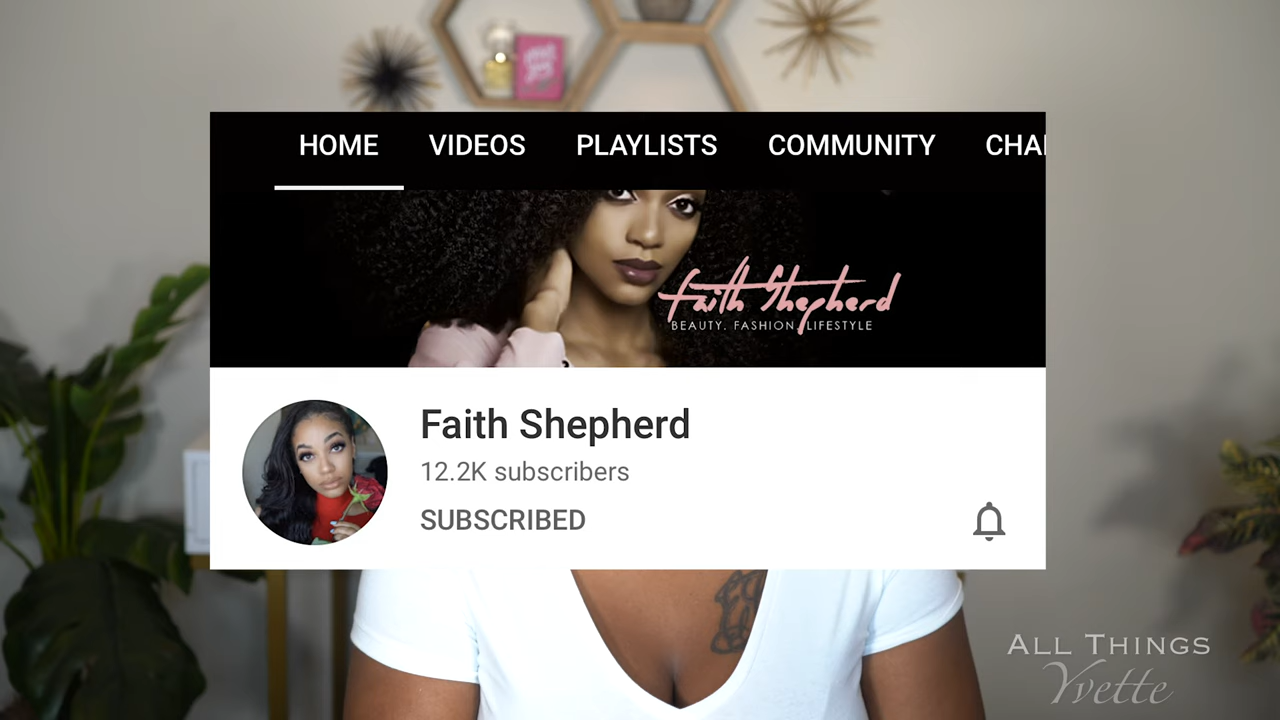 HOME VIDEOS PLAYLISTS COMMUNITY CHA
Faith Shepherd
BEAUTY. FASHION. LIFESTYLE
Faith Shepherd
12.2K subscribers
SUBSCRIBED
ALL THINGS
Yvette